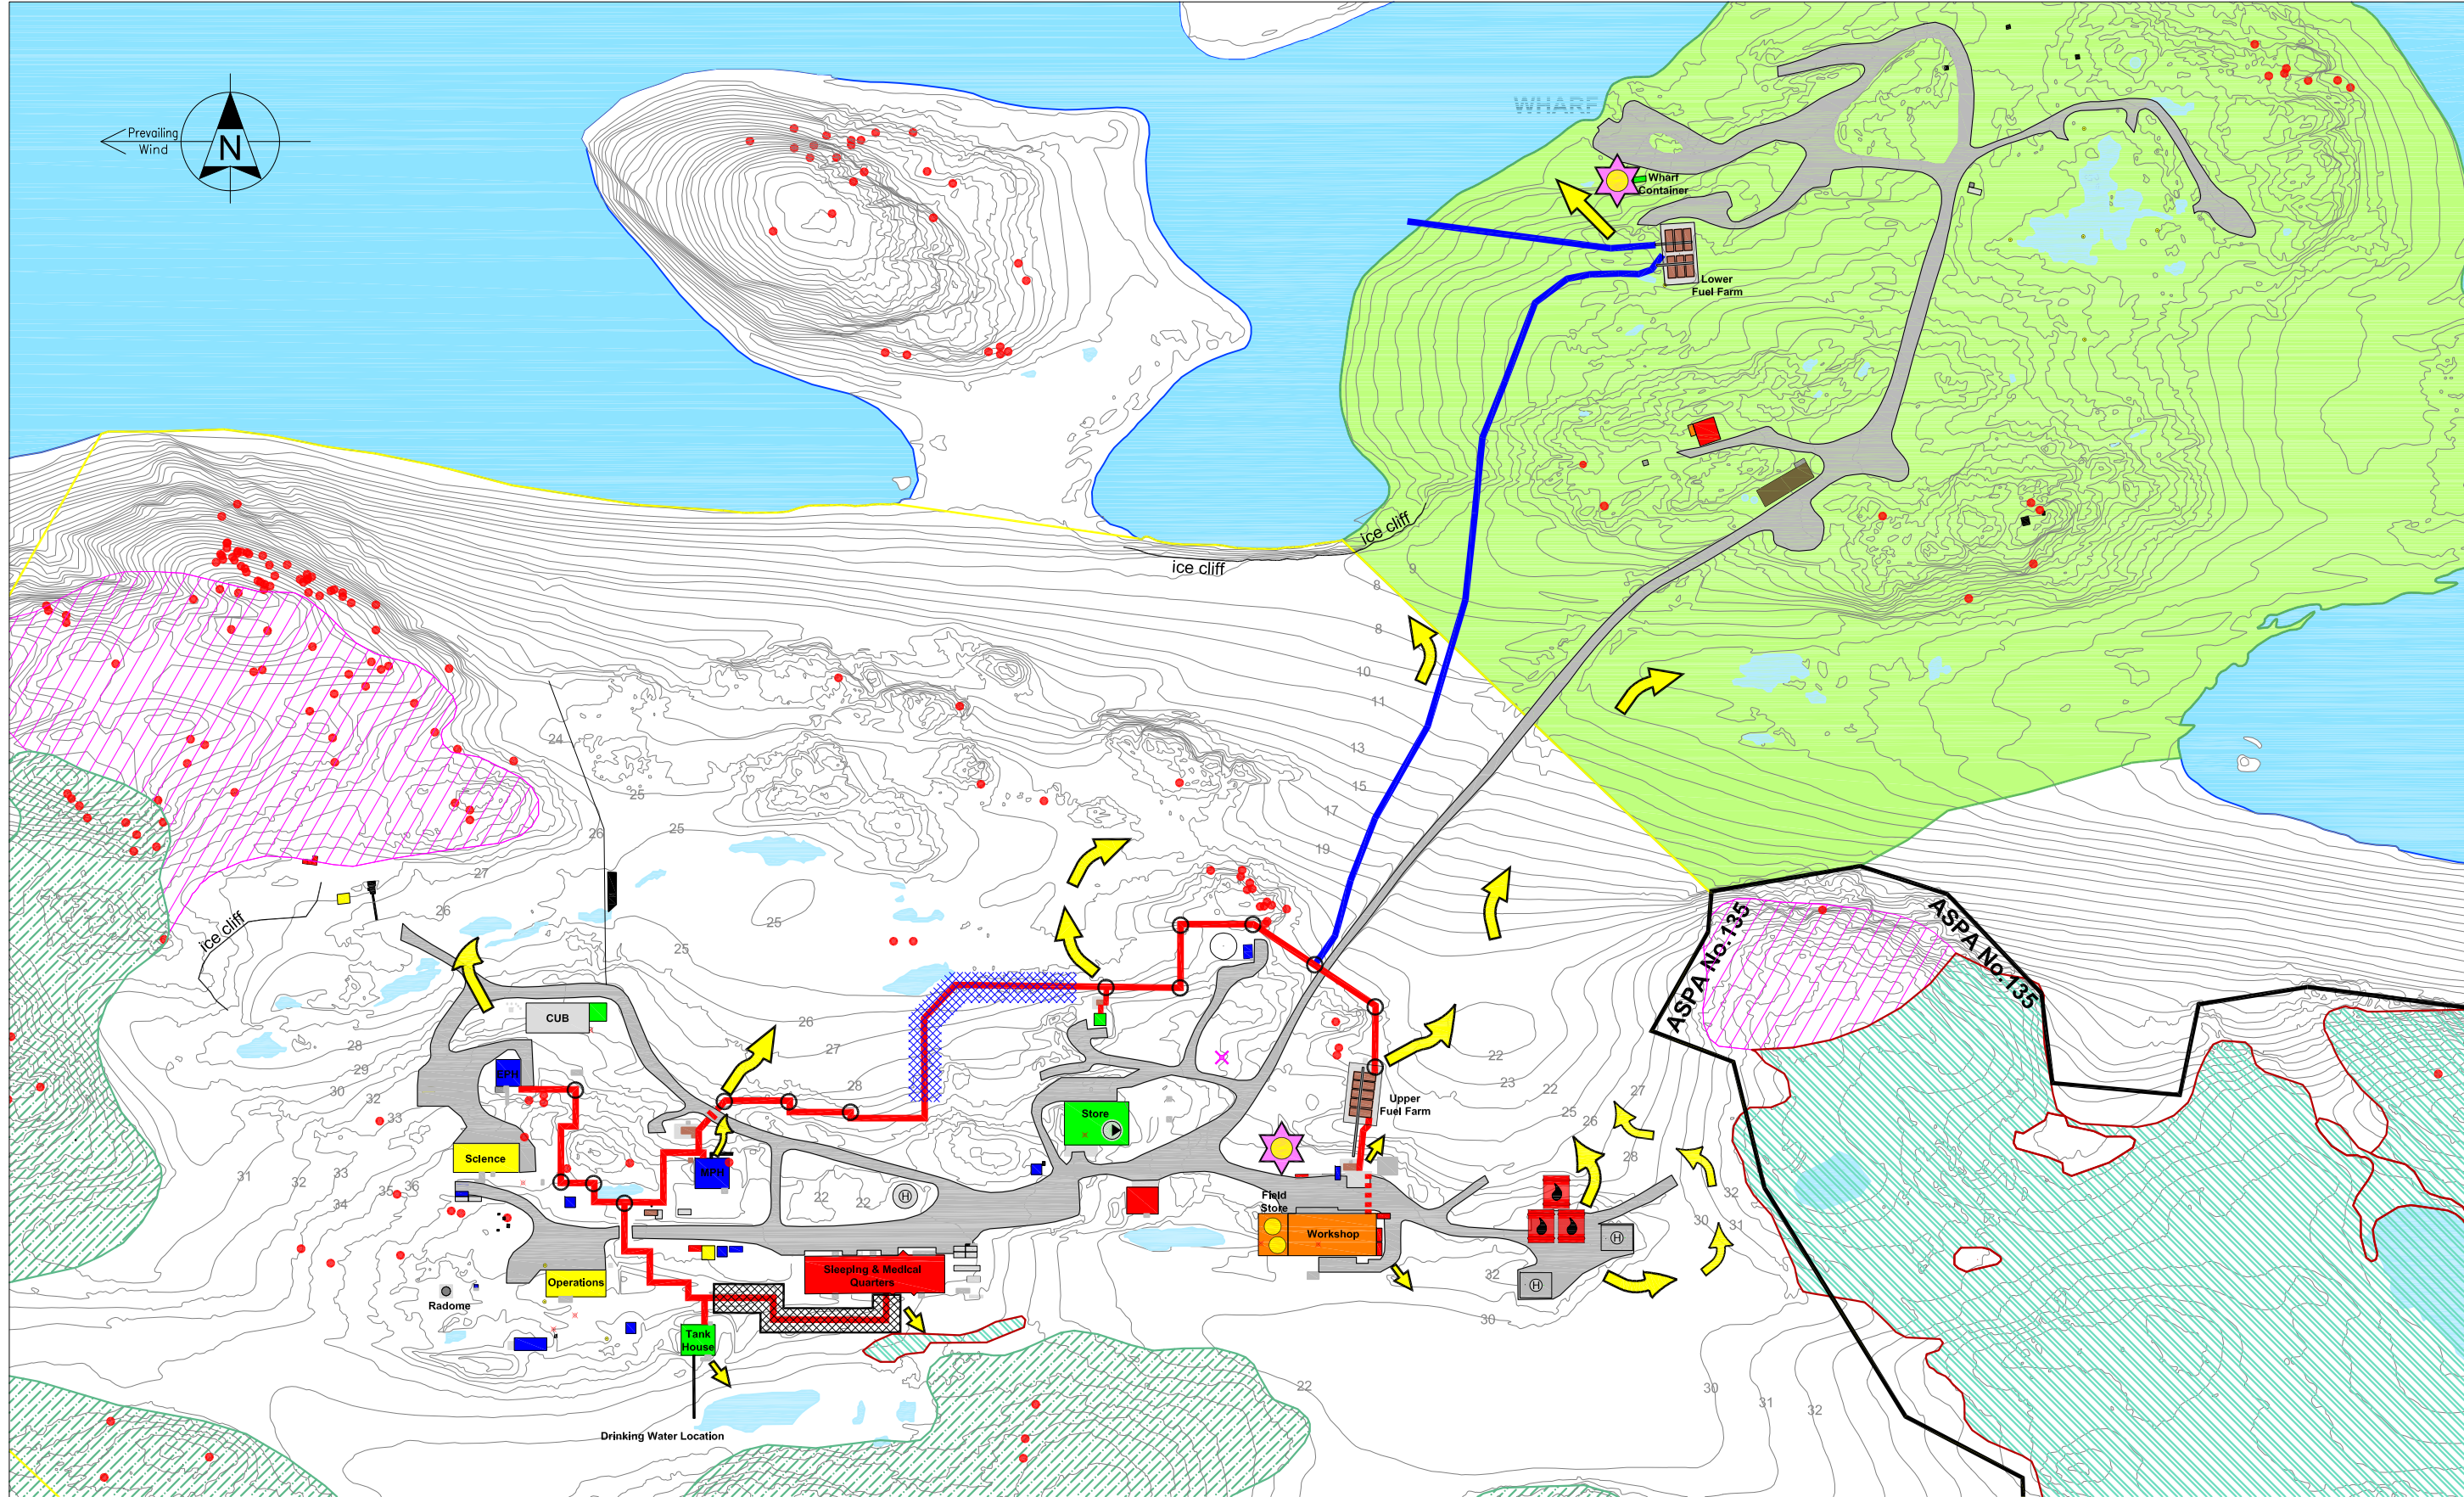 WHARF
Prevailing
Wind
N
Wharf
Container
Lower
Fuel Farm
ice cliff
ice cliff
9
8
8
10
11
13
24
15
25
17
25
26
19
27
ASPA No.135
ASPA No.135
26
25
ice cliff
25
CUB
26
28
27
22
29
EPH
28
23
22
27
30
32
Upper
Fuel Farm
25
Store
26
33
Science
28
MPH
31
33
32
35
36
32
34
22
22
H
30
31
Field
Store
Workshop
H
Sleeping & Medical
Quarters
Operations
32
H
Radome
30
Tank
House
22
30
31
32
Drinking Water Location